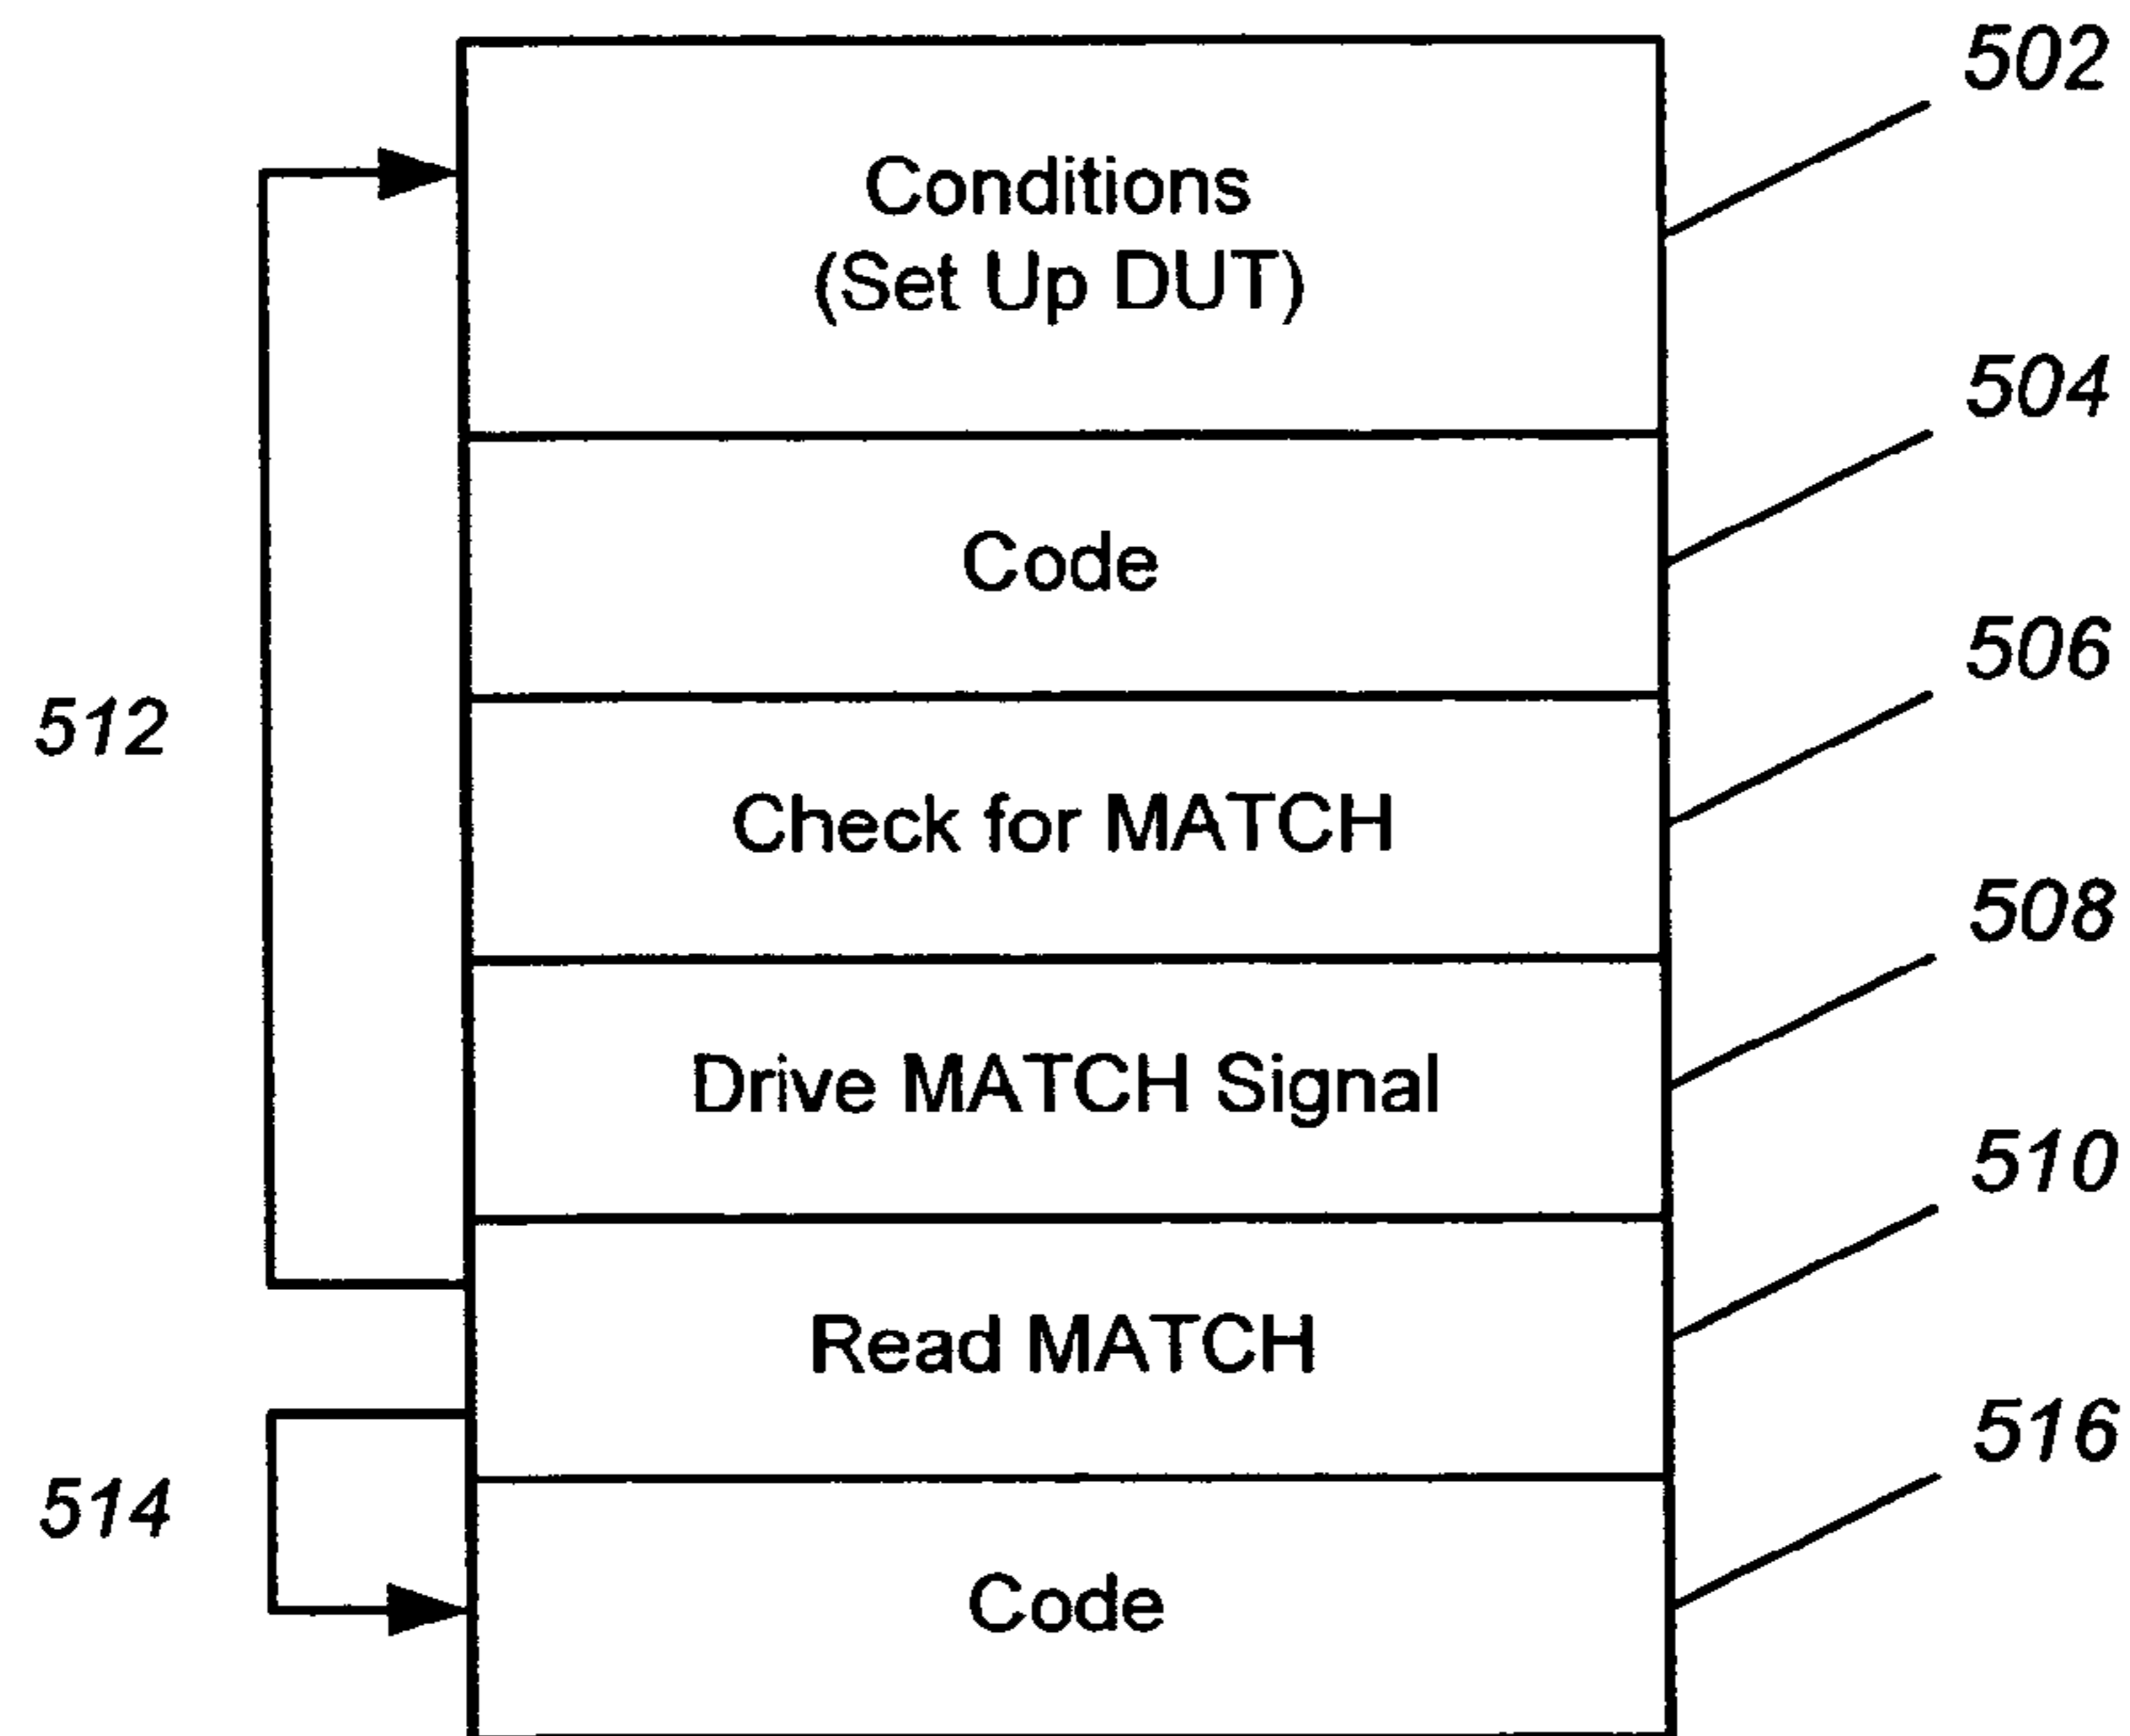 502
Conditions
(Set Up DUT)
504
Code
506
512
Check for MATCH
508
Drive MATCH Signal
510
Read MATCH
516
514
Code